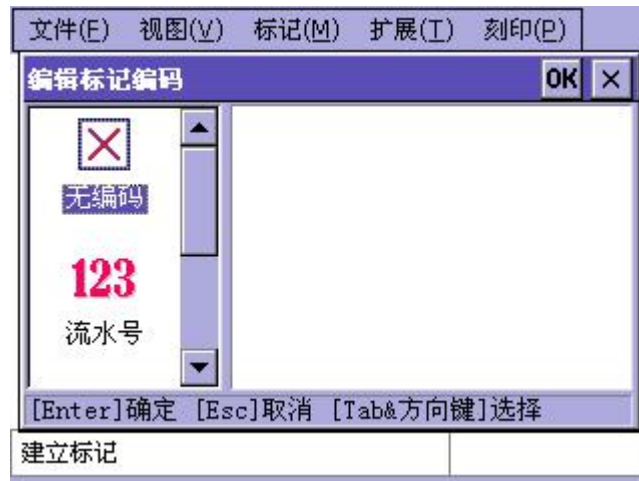 文件(F) 视图(V) 标记(M) 扩展(T) 刻印(P)
编辑标记编码 OK ×
无编码
123
流水号
[Enter]确定 [Esc]取消 [Tab&方向键]选择
建立标记